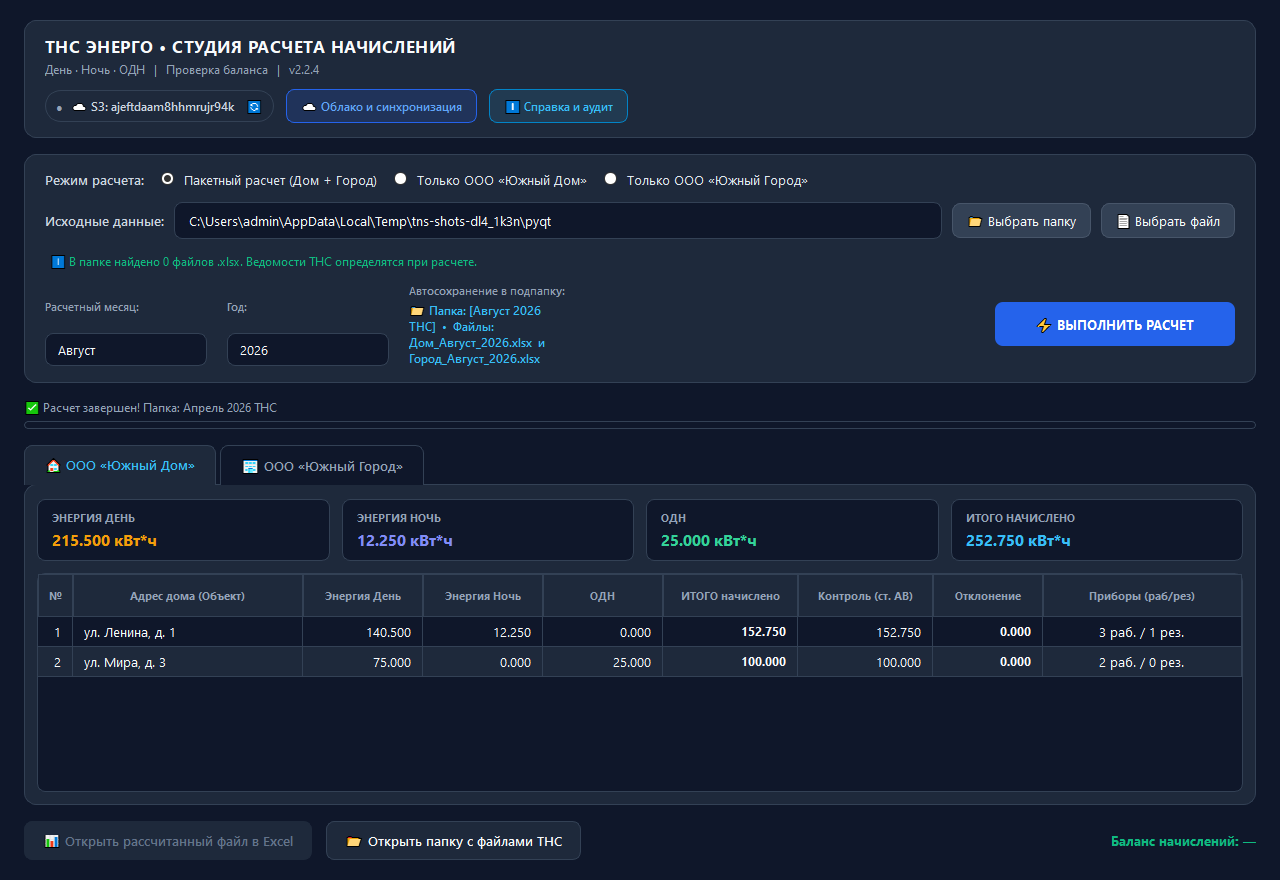 ТНС ЭНЕРГО • СТУДИЯ РАСЧЕТА НАЧИСЛЕНИЙ
День · Ночь · ОДН | Проверка баланса | v2.2.4
S3: ajeftdaam8hhmrujr94k
Облако и синхронизация
Справка и аудит
Режим расчета: Пакетный расчет (Дом + Город) Только ООО «Южный Дом» Только ООО «Южный Город»
Исходные данные: C:\Users\admin\AppData\Local\Temp\tns-shots-dl4_1k3n\pyqt Выбрать папку Выбрать файл
В папке найдено 0 файлов .xlsx. Ведомости ТНС определятся при расчете.
Расчетный месяц:
Август
Год:
2026
Автосохранение в подпапку:
Папка: [Август 2026
ТНС] • Файлы:
Дом_Август_2026.xlsx и
Город_Август_2026.xlsx
⚡ ВЫПОЛНИТЬ РАСЧЕТ
✅ Расчет завершен! Папка: Апрель 2026 ТНС
ООО «Южный Дом» ООО «Южный Город»
ЭНЕРГИЯ ДЕНЬ
215.500 кВт*ч
ЭНЕРГИЯ НОЧЬ
12.250 кВт*ч
ОДН
25.000 кВт*ч
ИТОГО НАЧИСЛЕНО
252.750 кВт*ч
№ Адрес дома (Объект) Энергия День Энергия Ночь ОДН ИТОГО начислено Контроль (ст. АВ) Отклонение Приборы (раб/рез)
1 ул. Ленина, д. 1 140.500 12.250 0.000 152.750 152.750 0.000 3 раб. / 1 рез.
2 ул. Мира, д. 3 75.000 0.000 25.000 100.000 100.000 0.000 2 раб. / 0 рез.
Открыть рассчитанный файл в Excel Открыть папку с файлами ТНС Баланс начислений: —